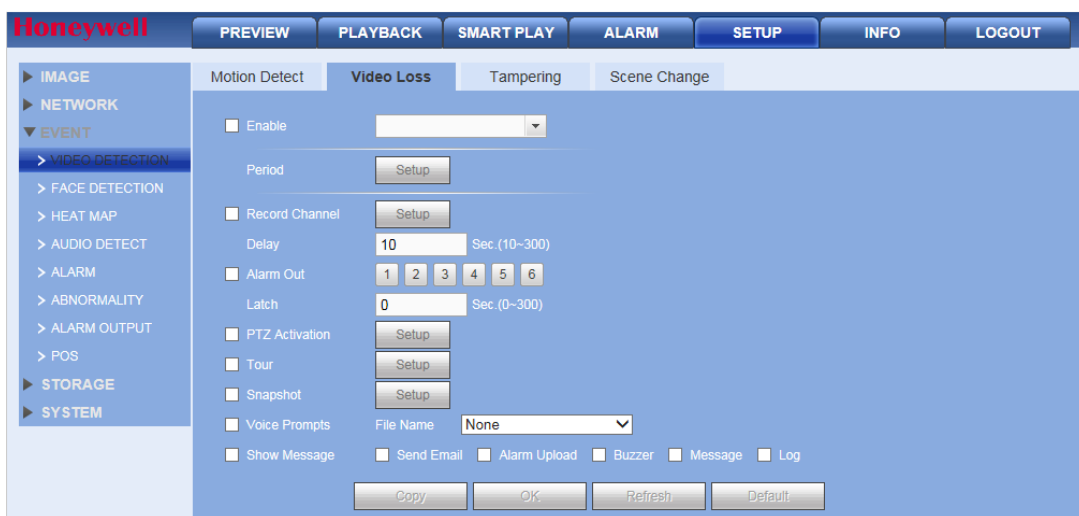 Honeywell
PREVIEW PLAYBACK SMART PLAY ALARM SETUP INFO LOGOUT
IMAGE
NETWORK
EVENT
VIDEO DETECTION
FACE DETECTION
HEAT MAP
AUDIO DETECT
ALARM
ABNORMALITY
ALARM OUTPUT
POS
STORAGE
SYSTEM
Motion Detect Video Loss Tampering Scene Change
Enable
Period Setup
Record Channel Setup
Delay 10 Sec.(10~300)
Alarm Out 1 2 3 4 5 6
Latch 0 Sec.(0~300)
PTZ Activation Setup
Tour Setup
Snapshot Setup
Voice Prompts File Name None
Show Message Send Email Alarm Upload Buzzer Message Log
Copy OK Refresh Default